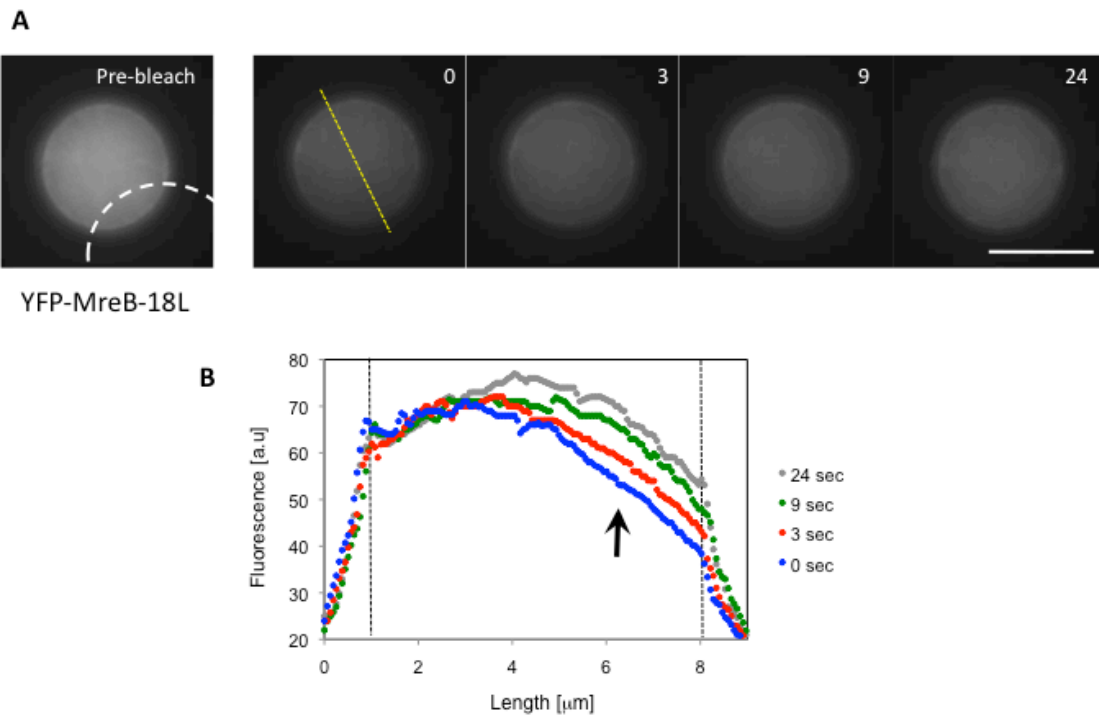 A
Pre-bleach
0
3
9
24
YFP-MreB-18L
B
80
70
60
50
40
30
20
Fluorescence [a.u]
0
2
4
6
8
Length [μm]
24 sec
9 sec
3 sec
0 sec